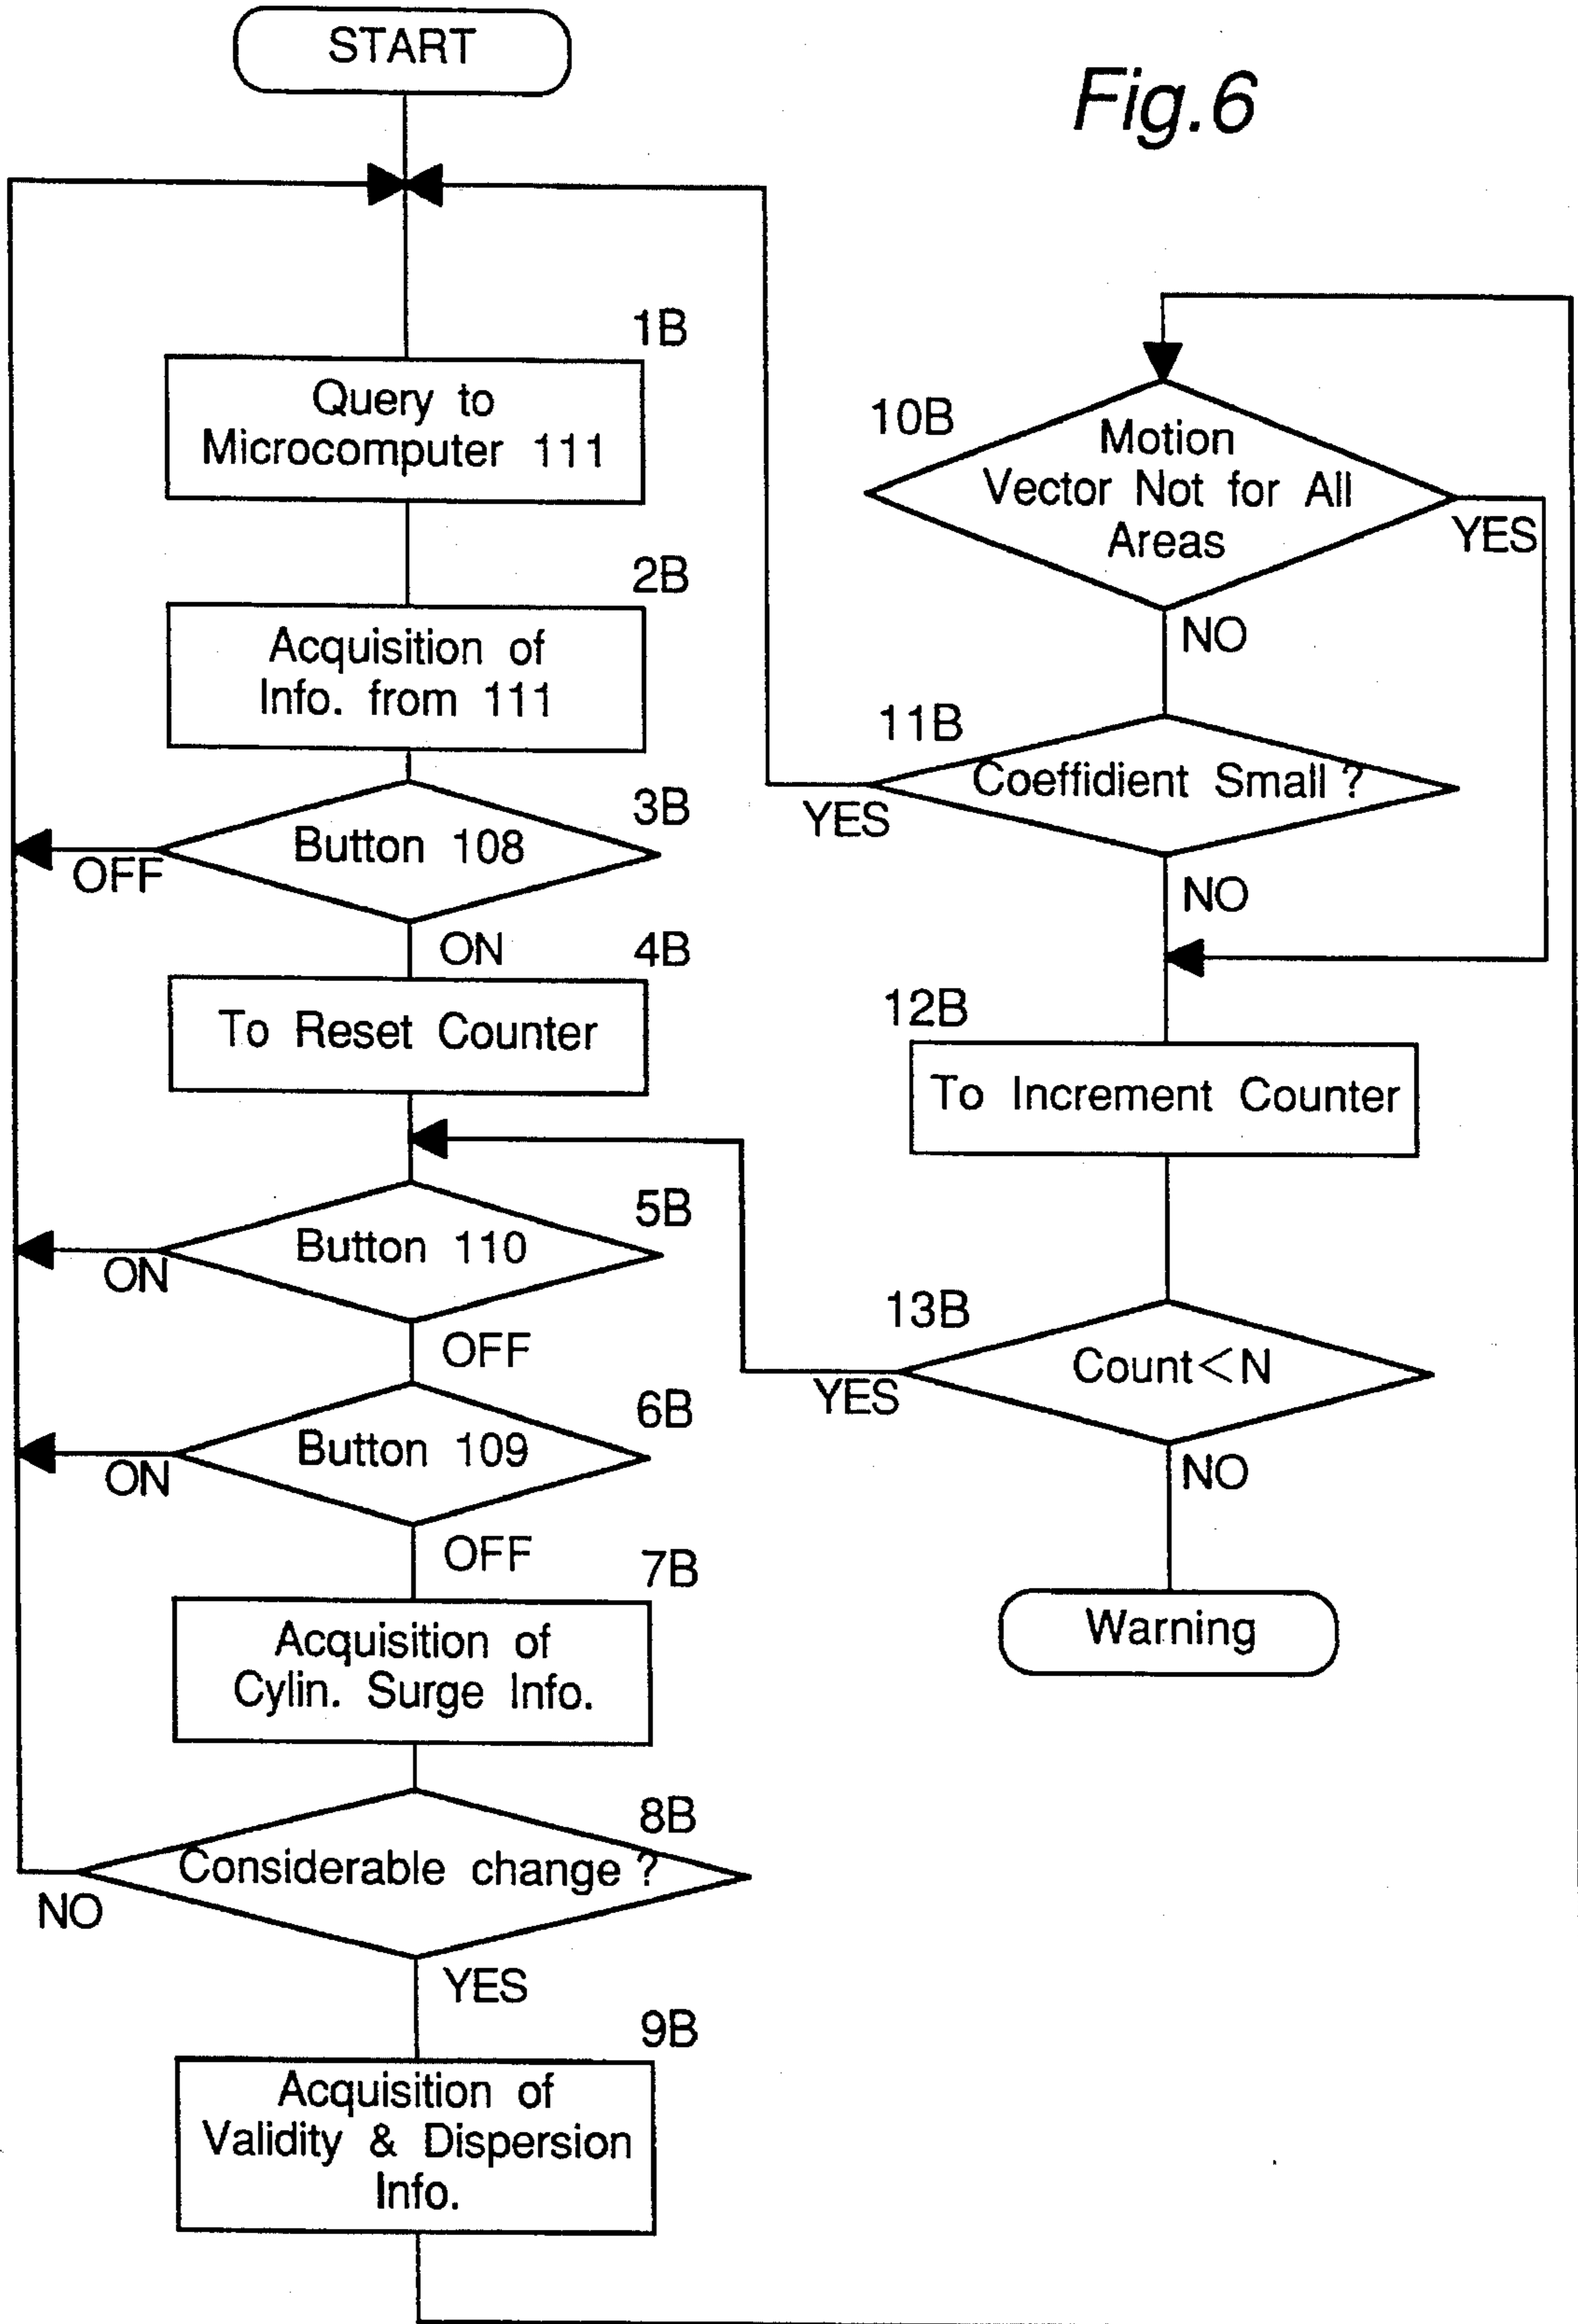 START
Fig.6
1B
Query to
Microcomputer 111
2B
Acquisition of
Info. from 111
3B
Button 108
OFF
ON
4B
To Reset Counter
5B
Button 110
ON
OFF
6B
Button 109
ON
OFF
7B
Acquisition of
Cylin. Surge Info.
8B
Considerable change ?
NO
YES
9B
Acquisition of
Validity & Dispersion
Info.
10B
Motion
Vector Not for All
Areas
YES
NO
11B
Coeffidient Small ?
YES
NO
12B
To Increment Counter
13B
Count<N
YES
NO
Warning